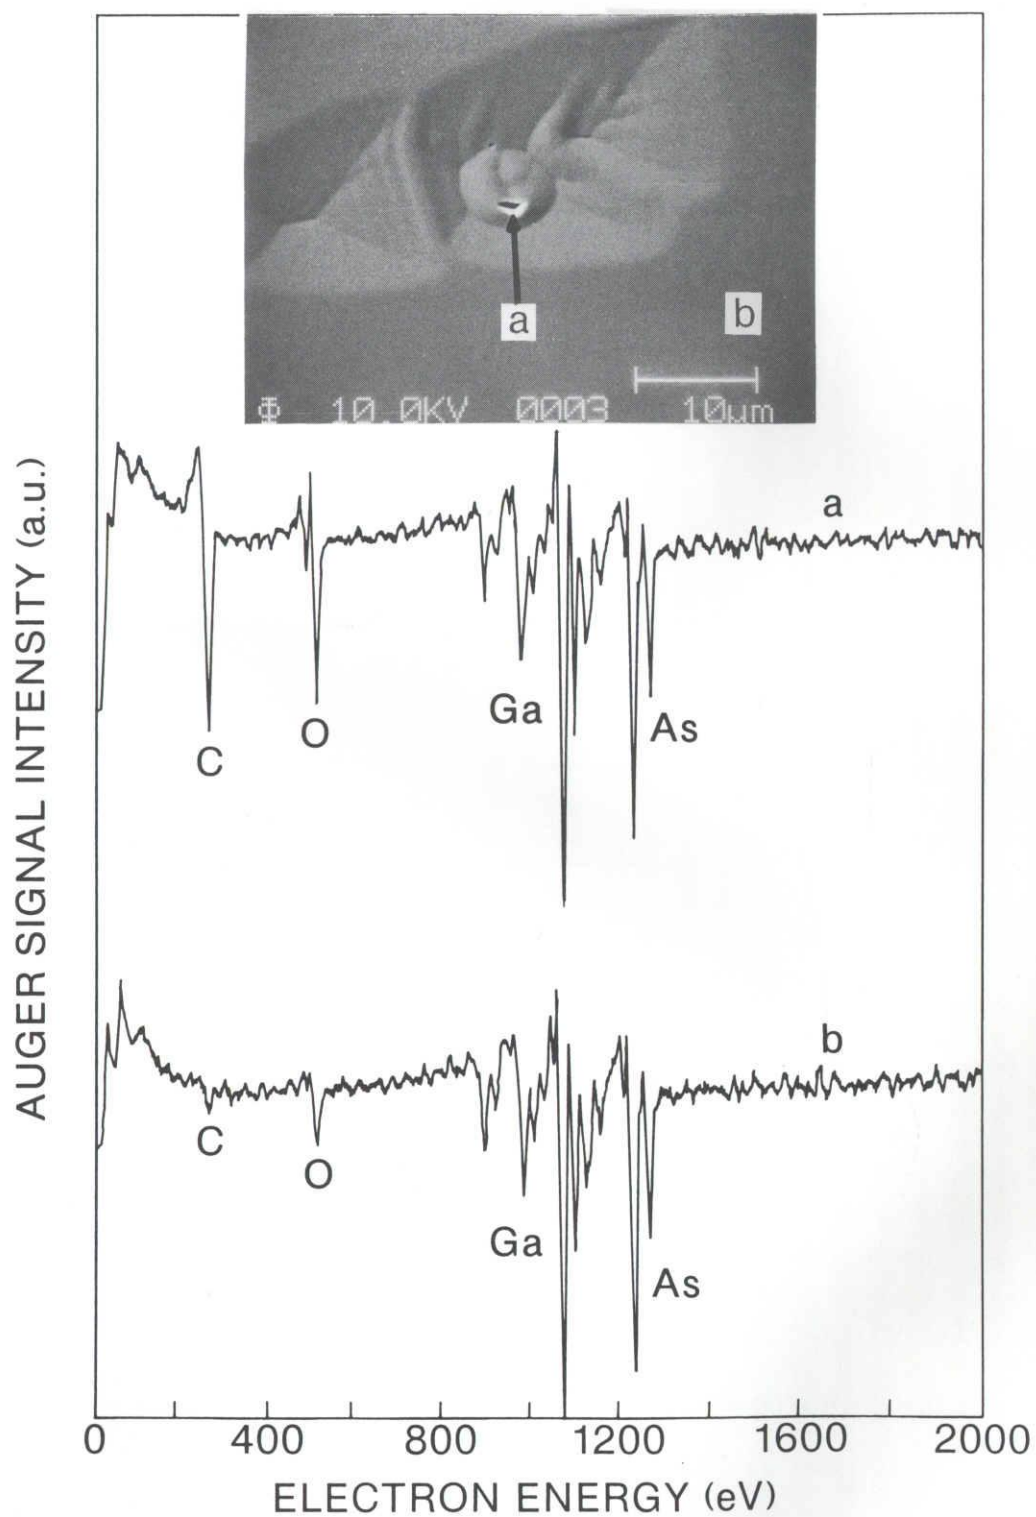 a
b
Φ 10.0KV 0003 10µm
a
C
O
Ga
As
b
C
O
Ga
As
AUGER SIGNAL INTENSITY (a.u.)
0 400 800 1200 1600 2000
ELECTRON ENERGY (eV)